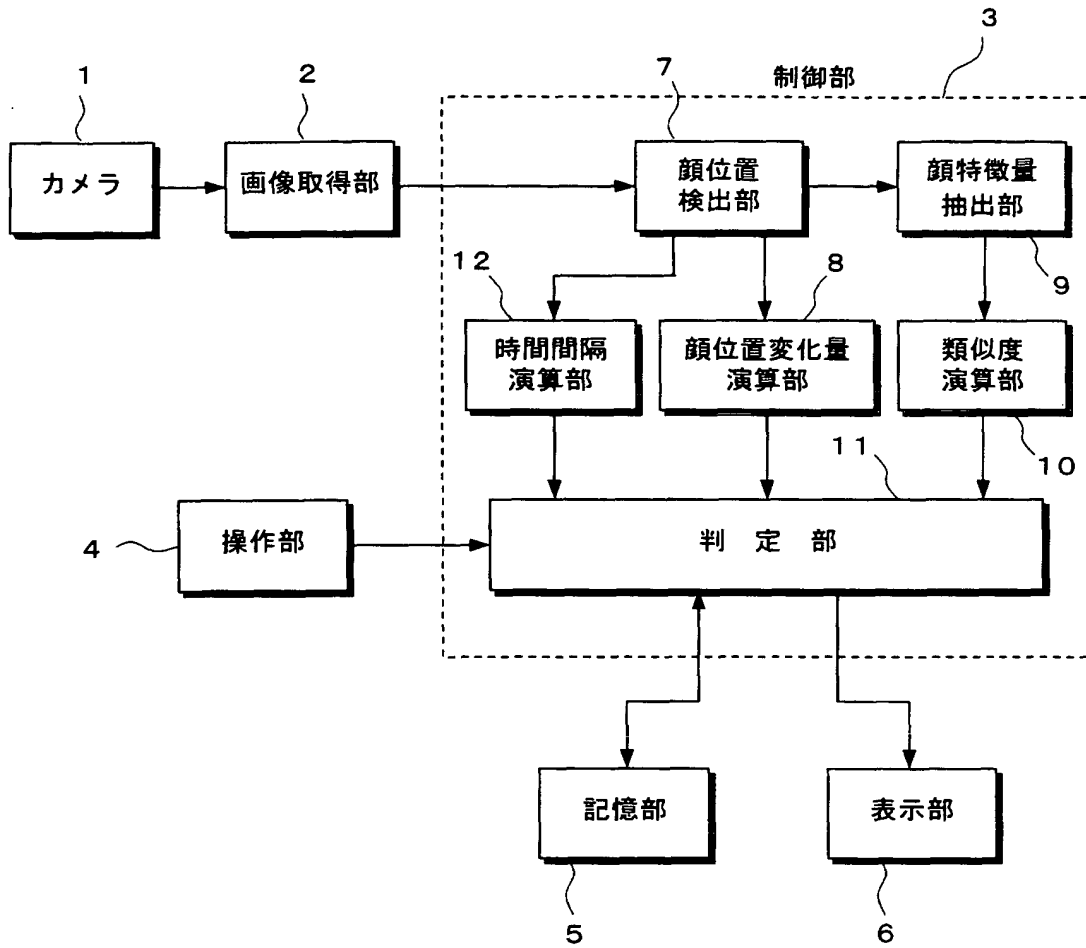 3
1
2
7
制御部
カメラ
画像取得部
顔位置
検出部
顔特徴量
抽出部
12
8
9
時間間隔
演算部
顔位置変化量
演算部
類似度
演算部
11
10
4
操作部
判 定 部
記憶部
表示部
5
6